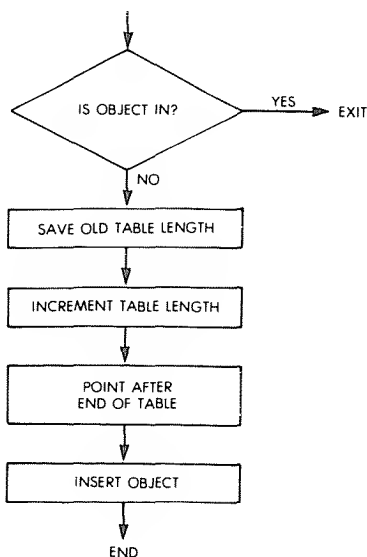 IS OBJECT IN?
YES
EXIT
NO
SAVE OLD TABLE LENGTH
INCREMENT TABLE LENGTH
POINT AFTER
END OF TABLE
INSERT OBJECT
END